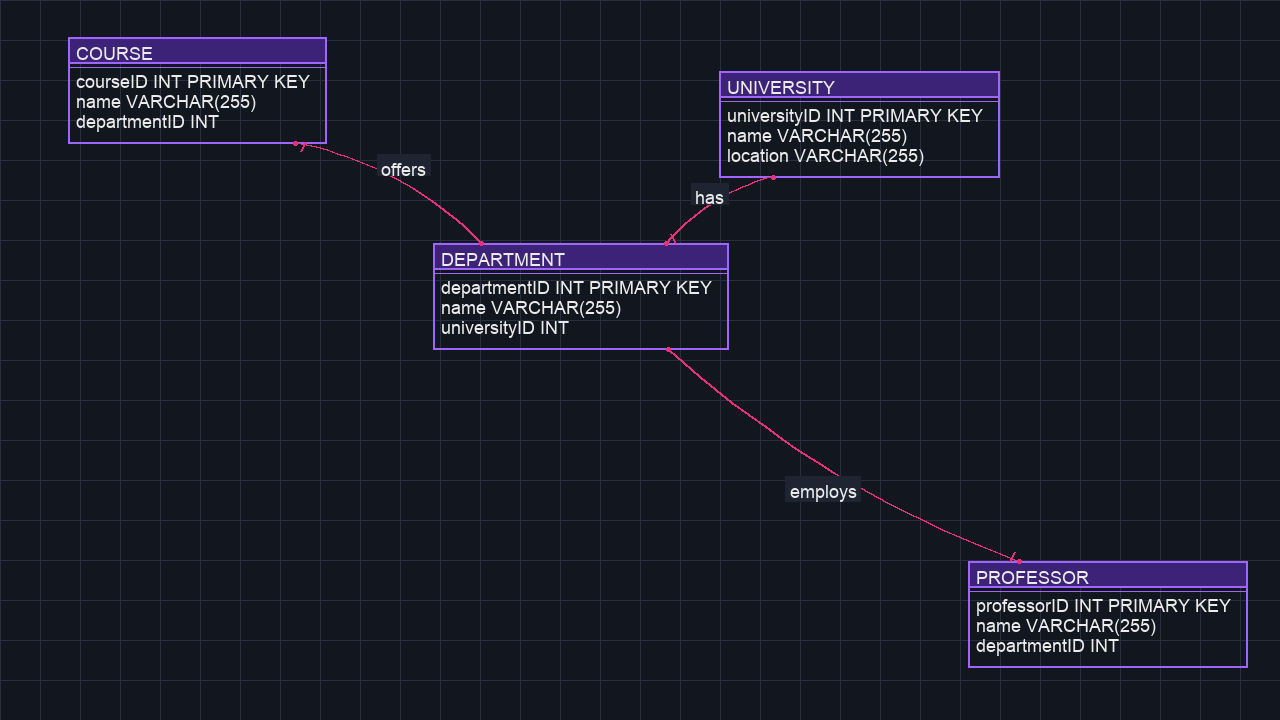 COURSE
courseID INT PRIMARY KEY
name VARCHAR(255)
departmentID INT
UNIVERSITY
universityID INT PRIMARY KEY
name VARCHAR(255)
location VARCHAR(255)
offers
has
DEPARTMENT
departmentID INT PRIMARY KEY
name VARCHAR(255)
universityID INT
employs
PROFESSOR
professorID INT PRIMARY KEY
name VARCHAR(255)
departmentID INT